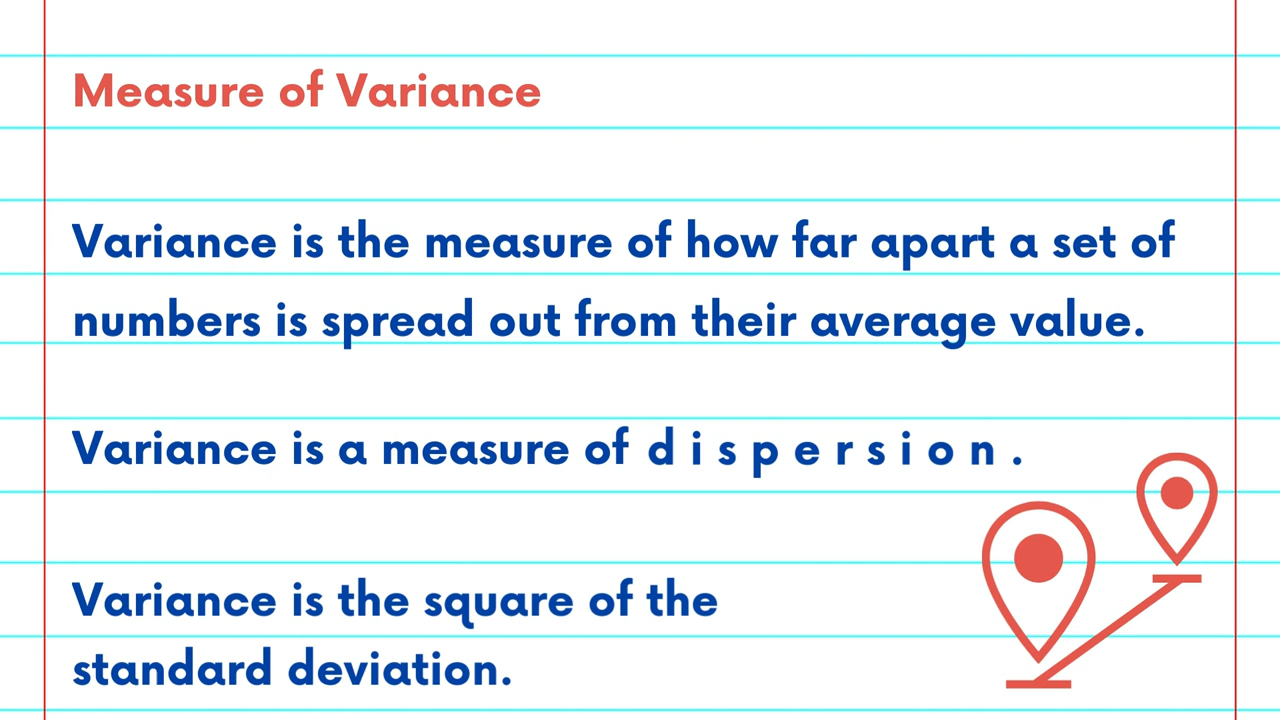 Measure of Variance
Variance is the measure of how far apart a set of
numbers is spread out from their average value.
Variance is a measure of d i s p e r s i o n .
Variance is the square of the
standard deviation.